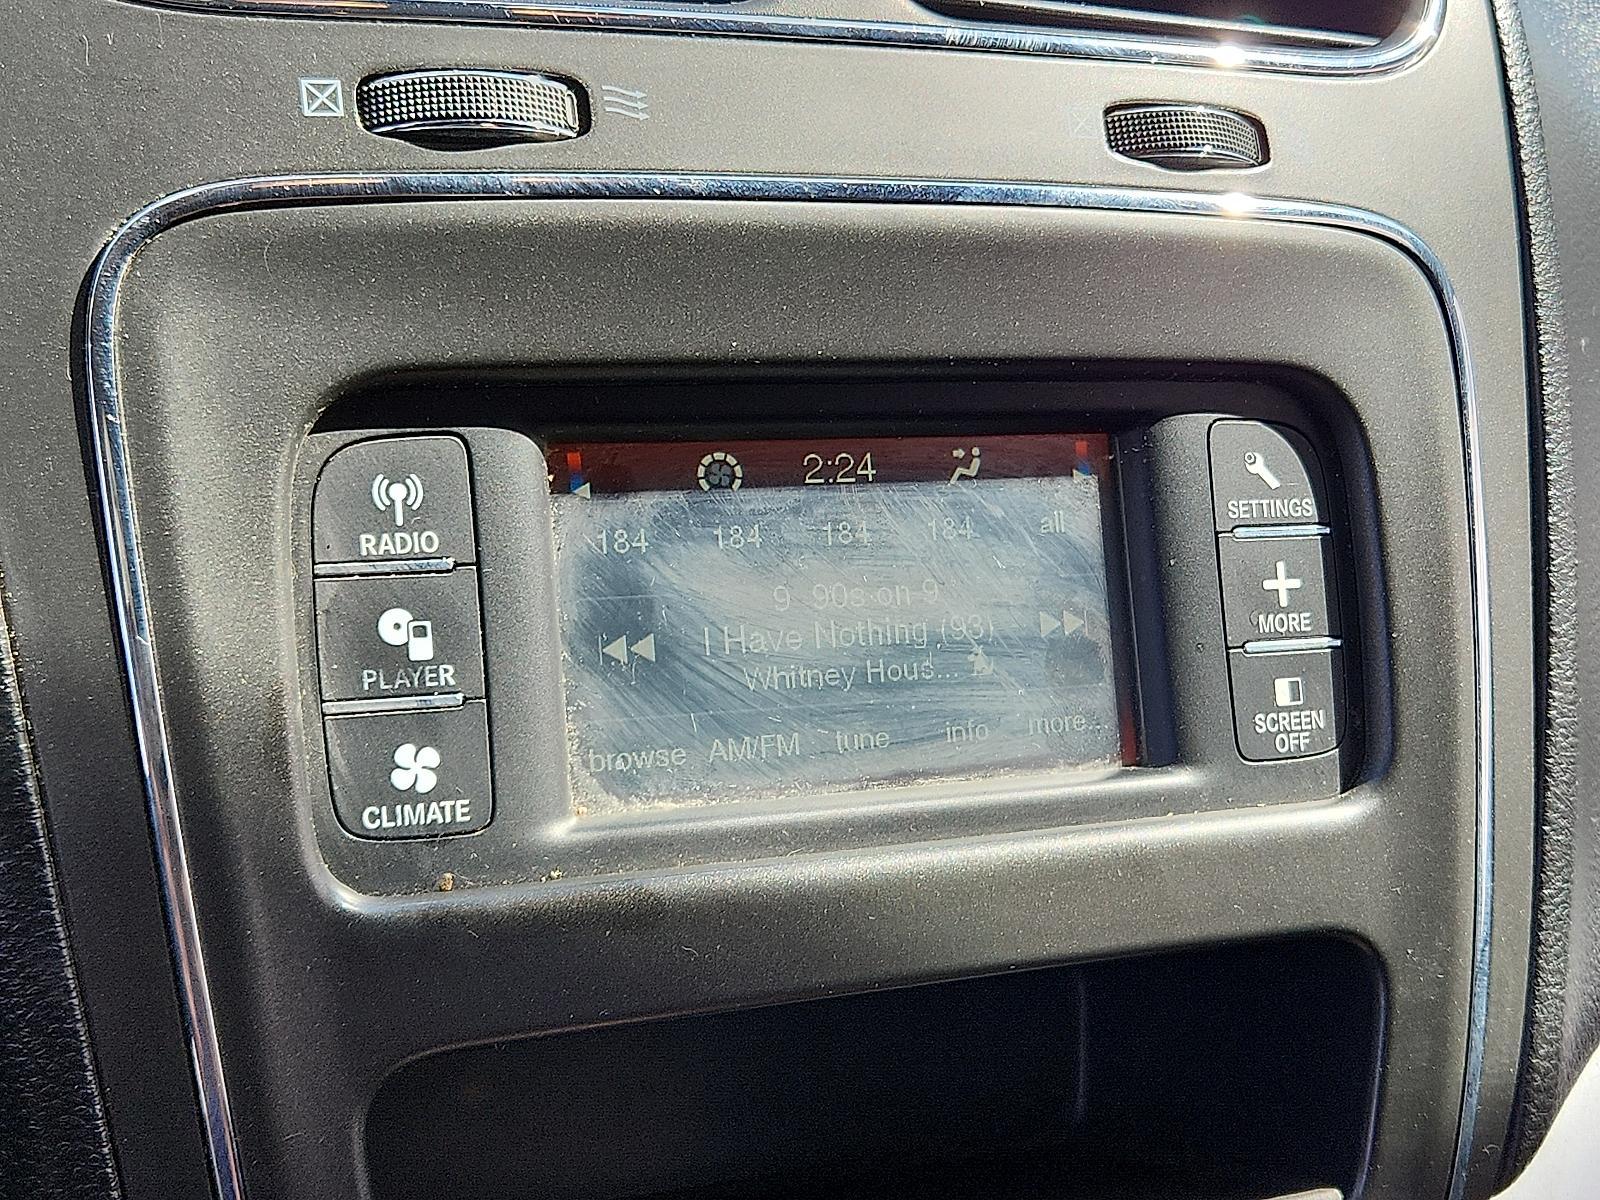 2:24
184 184 184 184 all
9 90s on 9
I Have Nothing (93)
Whitney Hous...
browse AM/FM tune info more...
RADIO
PLAYER
CLIMATE
SETTINGS
MORE
SCREEN
OFF